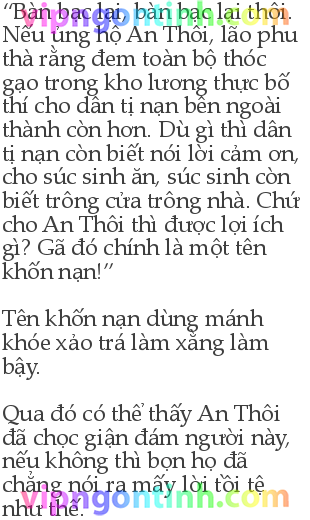 “Bàn bạc lại, bàn bạc lại thôi.
Nếu ủng hộ An Thôi, lão phu
thà rằng đem toàn bộ thóc
gạo trong kho lương thực bố
thí cho dân tị nạn bên ngoài
thành còn hơn. Dù gì thì dân
tị nạn còn biết nói lời cảm ơn,
cho súc sinh ăn, súc sinh còn
biết trông cửa trông nhà. Chứ
cho An Thôi thì được lợi ích
gì? Gã đó chính là một tên
khốn nạn!”
Tên khốn nạn dùng mánh
khóe xảo trá làm xằng làm
bậy.
Qua đó có thể thấy An Thôi
đã chọc giận đám người này,
nếu không thì bọn họ đã
chẳng nói ra mấy lời tồi tệ
như thế.
vipngontinh.com
vipngontinh.com